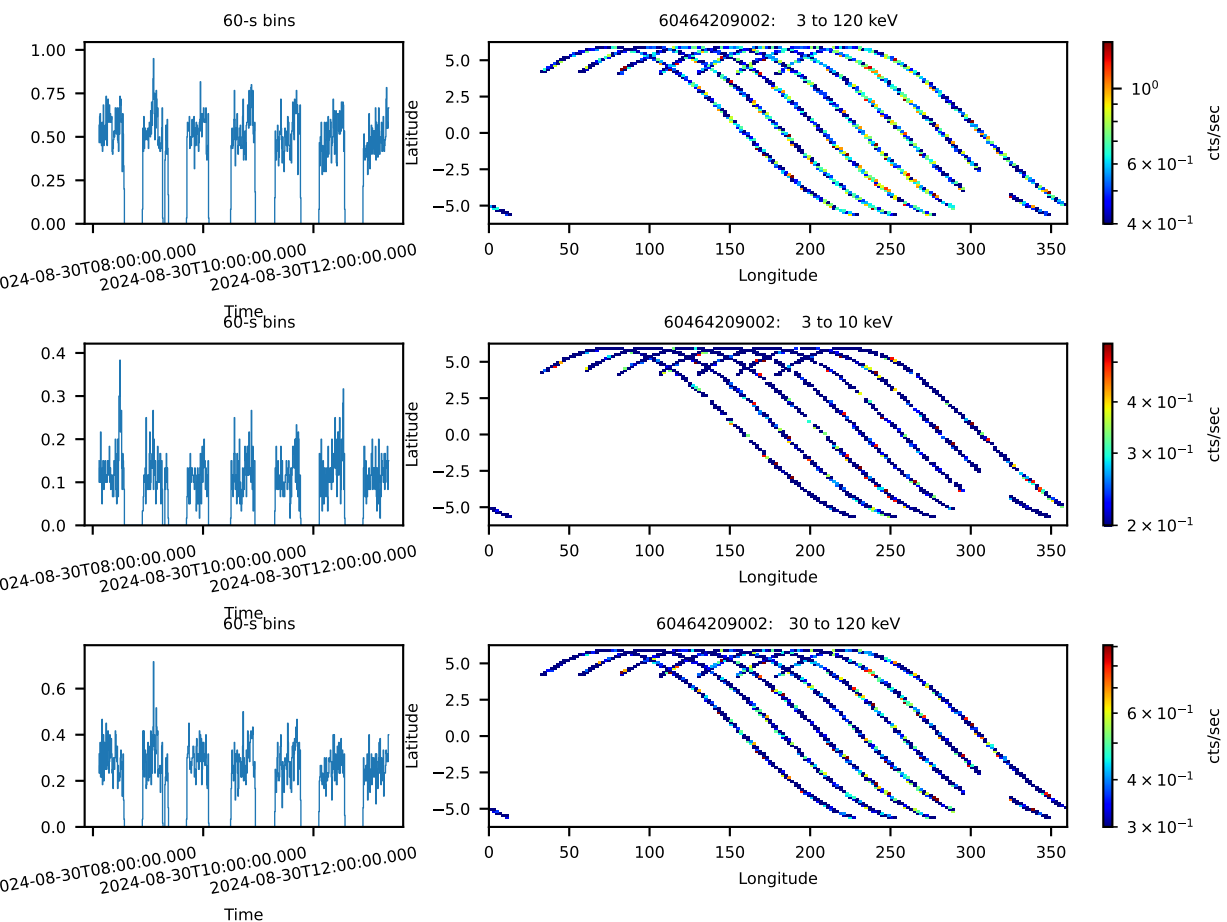 60-s bins
60464209002:    3 to 120 keV
1.00
0.75
0.50
0.25
0.00
024-08-30T08:00:00.000
2024-08-30T10:00:00.000
2024-08-30T12:00:00.000
Time
Latitude
5.0
2.5
0.0
−2.5
−5.0
0 50 100 150 200 250 300 350
Longitude
10⁰
6 × 10⁻¹
4 × 10⁻¹
cts/sec
60-s bins
60464209002:    3 to 10 keV
0.4
0.3
0.2
0.1
0.0
024-08-30T08:00:00.000
2024-08-30T10:00:00.000
2024-08-30T12:00:00.000
Time
Latitude
5.0
2.5
0.0
−2.5
−5.0
0 50 100 150 200 250 300 350
Longitude
4 × 10⁻¹
3 × 10⁻¹
2 × 10⁻¹
cts/sec
60-s bins
60464209002:   30 to 120 keV
0.6
0.4
0.2
0.0
024-08-30T08:00:00.000
2024-08-30T10:00:00.000
2024-08-30T12:00:00.000
Time
Latitude
5.0
2.5
0.0
−2.5
−5.0
0 50 100 150 200 250 300 350
Longitude
6 × 10⁻¹
4 × 10⁻¹
3 × 10⁻¹
cts/sec